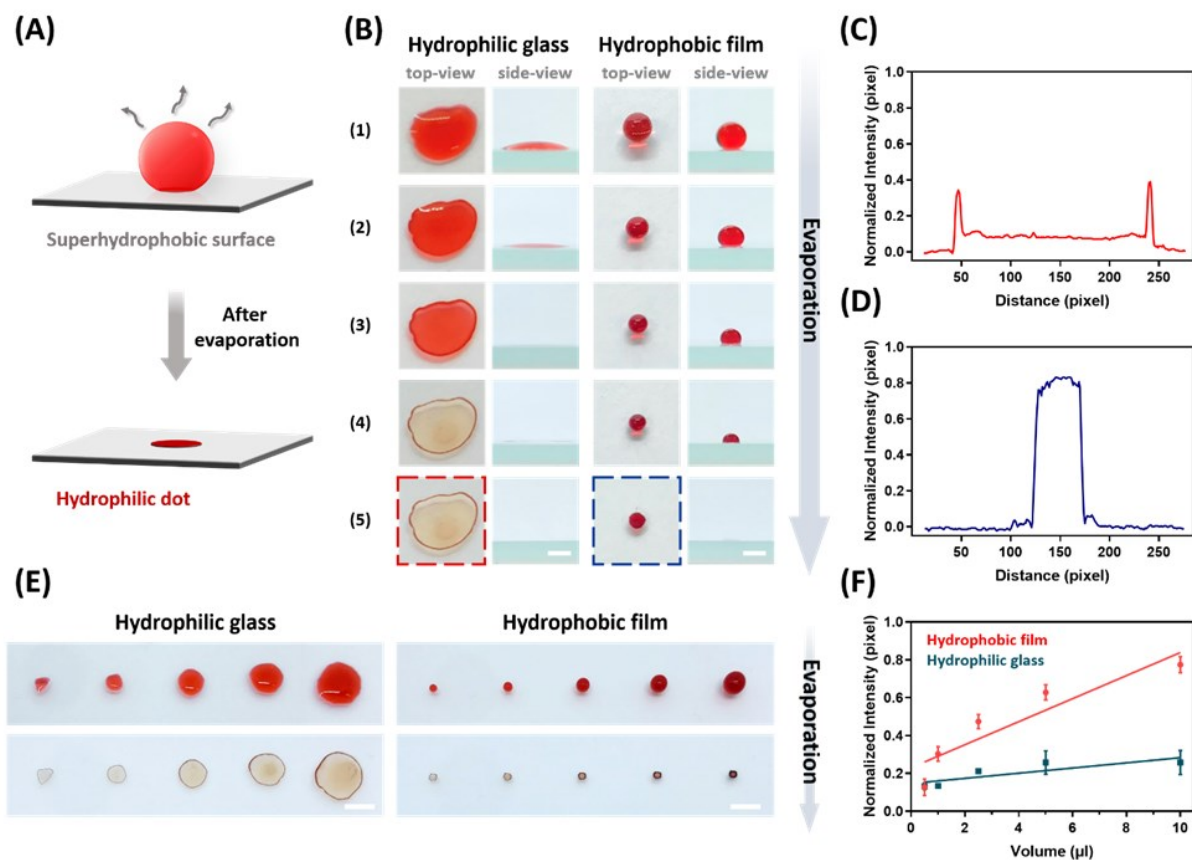 (A)
Superhydrophobic surface
After
evaporation
Hydrophilic dot
(B)
Hydrophilic glass
Hydrophobic film
top-view
side-view
top-view
side-view
(1)
(2)
(3)
(4)
(5)
Evaporation
(C)
Normalized Intensity (pixel)
1.0
0.8
0.6
0.4
0.2
0.0
50
100
150
200
250
Distance (pixel)
(D)
Normalized Intensity (pixel)
1.0
0.8
0.6
0.4
0.2
0.0
50
100
150
200
250
Distance (pixel)
(E)
Hydrophilic glass
Hydrophobic film
Evaporation
(F)
Normalized Intensity (pixel)
1.0
0.8
0.6
0.4
0.2
0.0
Hydrophobic film
Hydrophilic glass
0
2
4
6
8
10
Volume (µl)